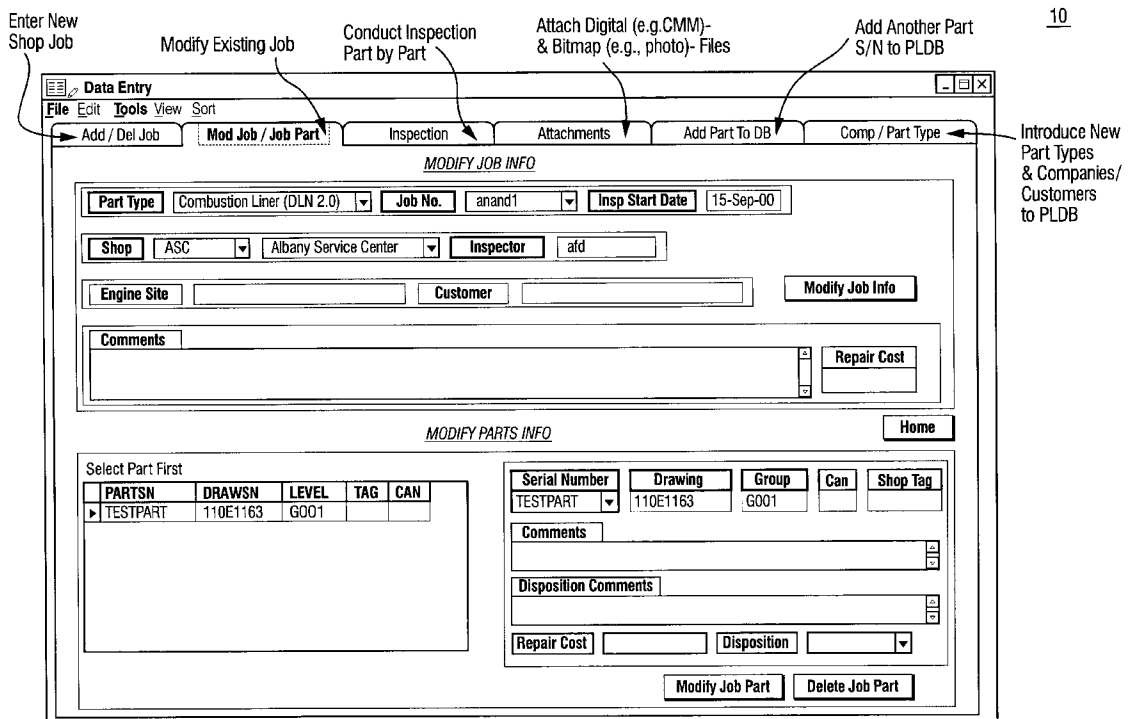 Enter New
Shop Job
Modify Existing Job
Conduct Inspection
Part by Part
Attach Digital (e.g.CMM)-
& Bitmap (e.g., photo)- Files
Add Another Part
S/N to PLDB
10
Data Entry
File Edit Tools View Sort
Add / Del Job Mod Job / Job Part Inspection Attachments Add Part To DB Comp / Part Type
Introduce New
Part Types
& Companies/
Customers
to PLDB
MODIFY JOB INFO
Part Type Combustion Liner (DLN 2.0) Job No. anand1 Insp Start Date 15-Sep-00
Shop ASC Albany Service Center Inspector afd
Engine Site Customer Modify Job Info
Comments
Repair Cost
MODIFY PARTS INFO
Home
Select Part First
PARTSN DRAWSN LEVEL TAG CAN
TESTPART 110E1163 G001
Serial Number Drawing Group Can Shop Tag
TESTPART 110E1163 G001
Comments
Disposition Comments
Repair Cost Disposition
Modify Job Part Delete Job Part